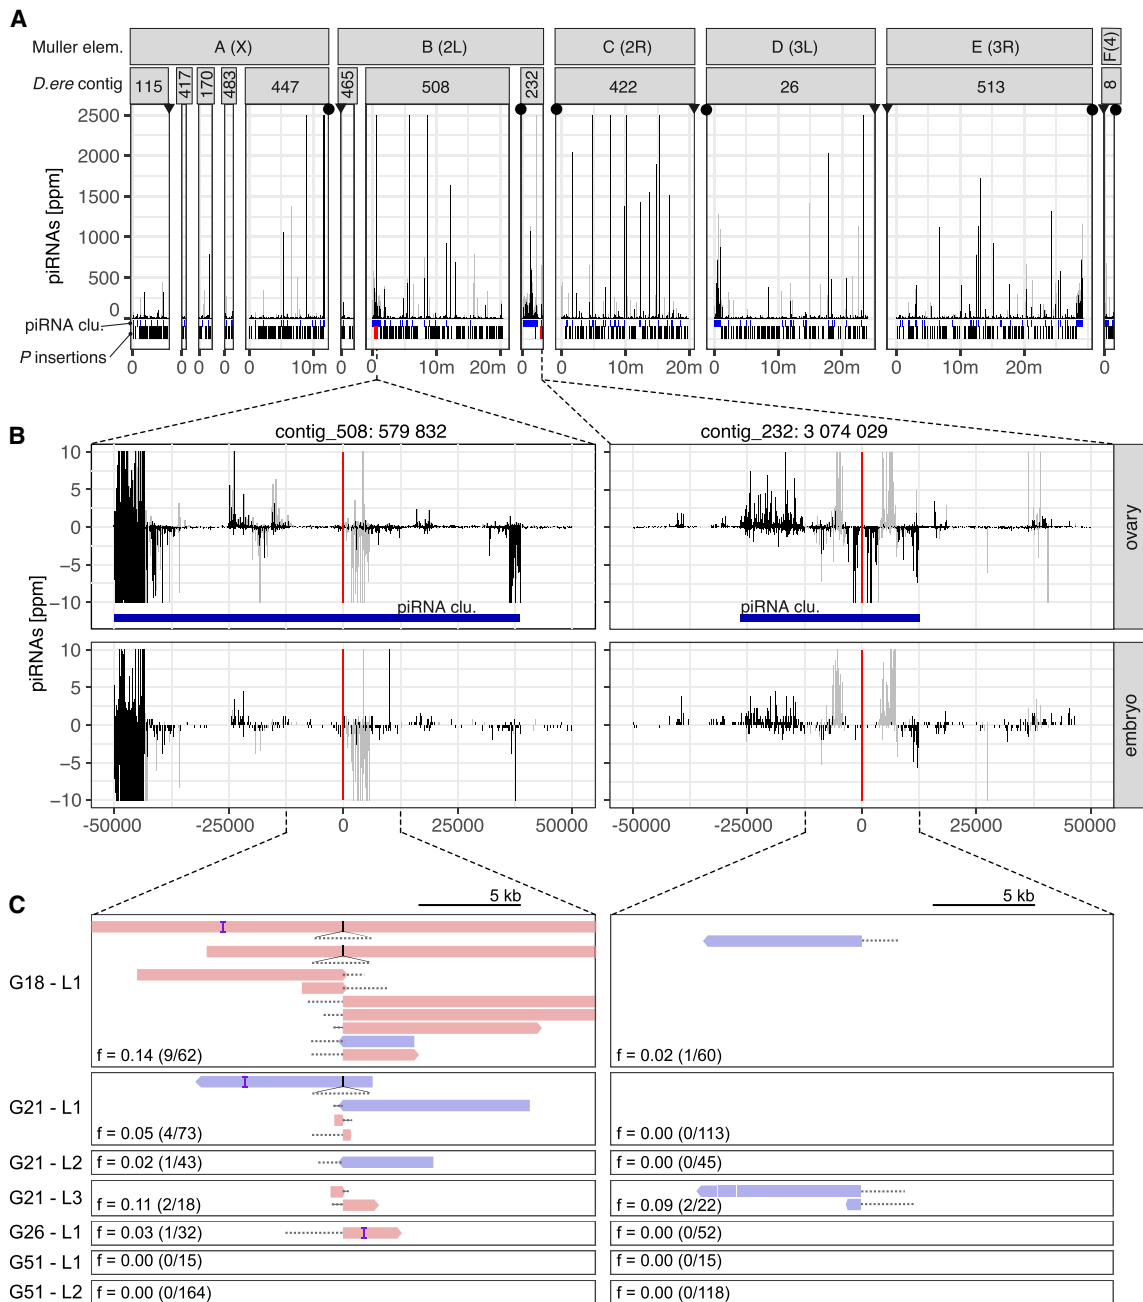 A
Muller elem. A (X) B (2L) C (2R) D (3L) E (3R) F(4)
D.ere contig 115 417 170 483 447 465 508 232 422 26 513 8
piRNAs [ppm]
2500
2000
1500
1000
500
0
piRNA clu.
P insertions
0 0 0 0 0 10m 0 0 10m 20m 0 0 10m 20m 0 10m 20m 0 10m 20m 0
B
contig_508: 579 832 contig_232: 3 074 029
piRNAs [ppm]
10
5
0
−5
−10
piRNA clu. piRNA clu.
ovary
10
5
0
−5
−10
embryo
-50000 -25000 0 25000 50000 -50000 -25000 0 25000 50000
C
5 kb 5 kb
G18 - L1
f = 0.14 (9/62) f = 0.02 (1/60)
G21 - L1
f = 0.05 (4/73) f = 0.00 (0/113)
G21 - L2 f = 0.02 (1/43) f = 0.00 (0/45)
G21 - L3 f = 0.11 (2/18) f = 0.09 (2/22)
G26 - L1 f = 0.03 (1/32) f = 0.00 (0/52)
G51 - L1 f = 0.00 (0/15) f = 0.00 (0/15)
G51 - L2 f = 0.00 (0/164) f = 0.00 (0/118)